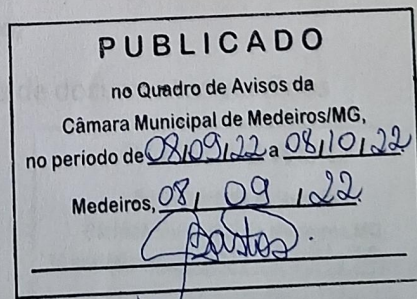 PUBLICADO
no Quadro de Avisos da
Câmara Municipal de Medeiros/MG,
no periodo de 08/09/22 a 08/10/22
Medeiros, 08/09/22.